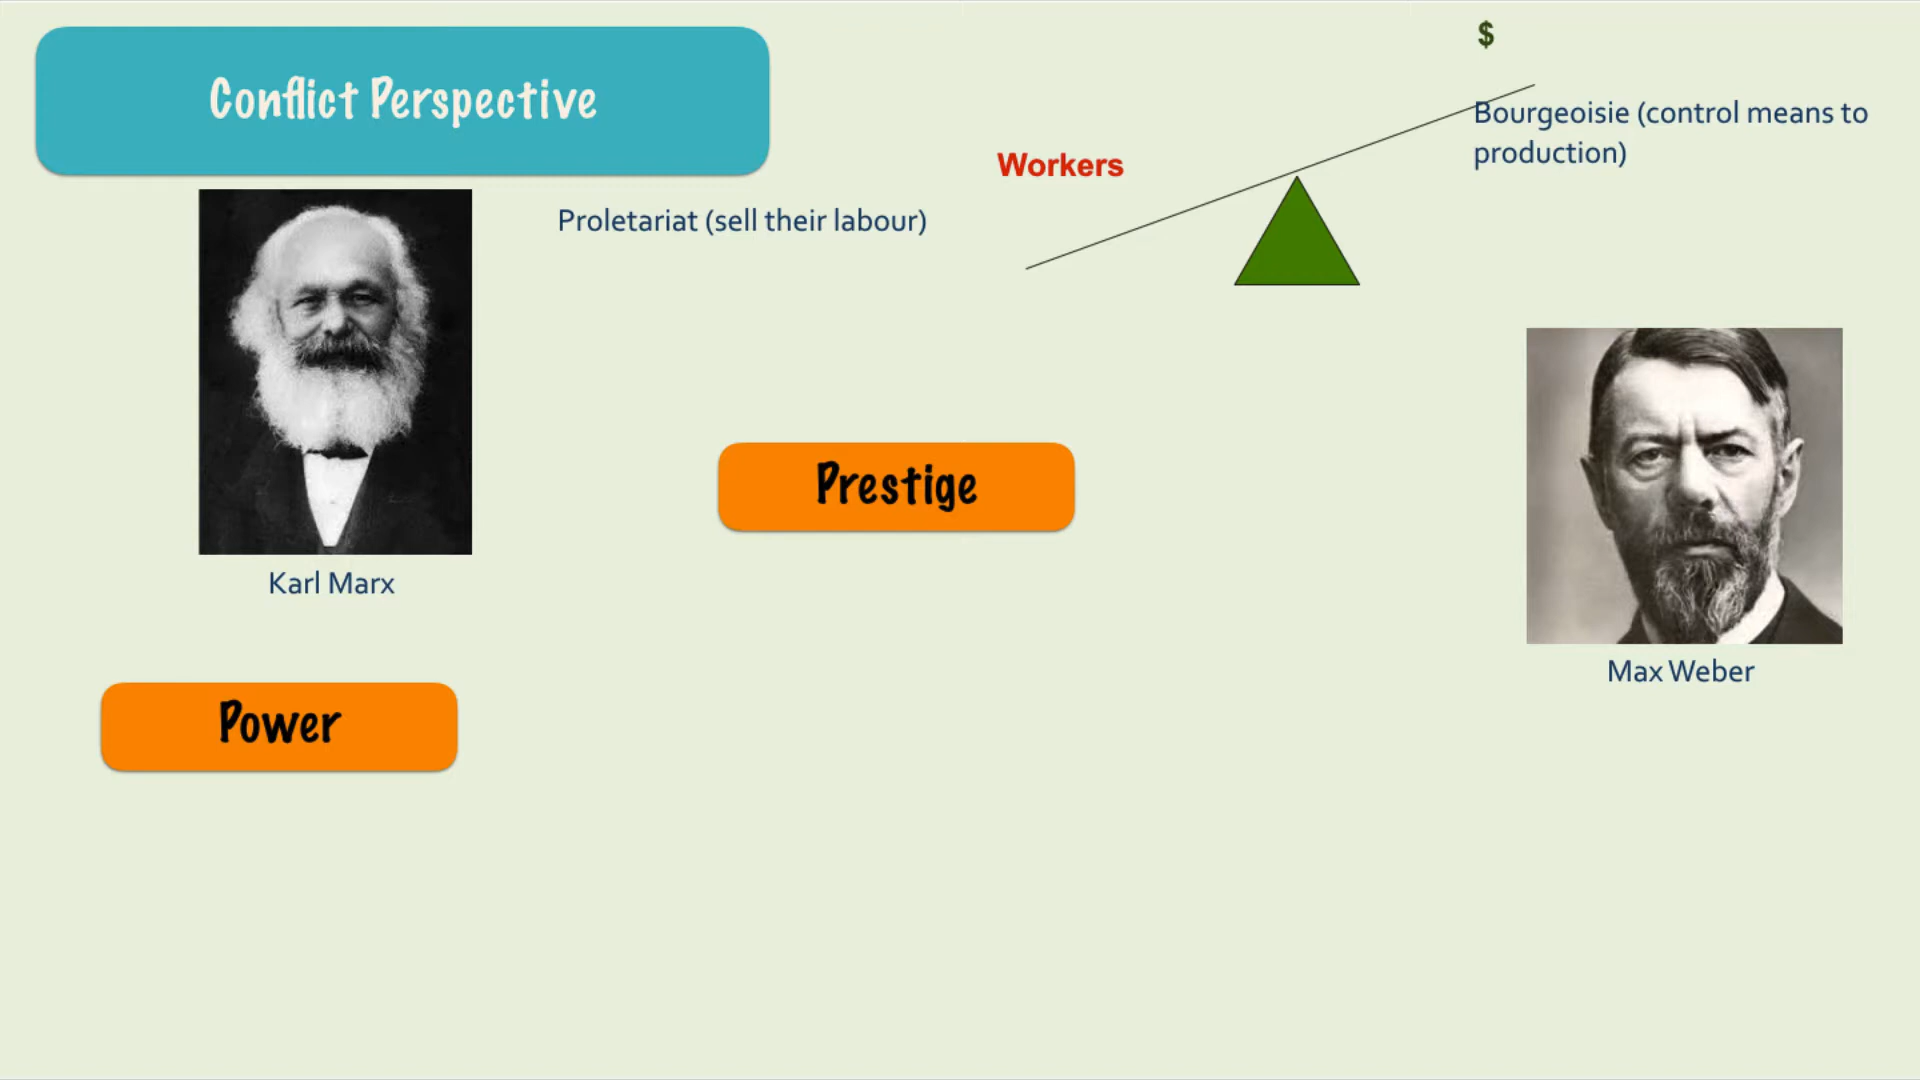 Conflict Perspective
$
Bourgeoisie (control means to
production)
Workers
Proletariat (sell their labour)
Prestige
Karl Marx
Max Weber
Power